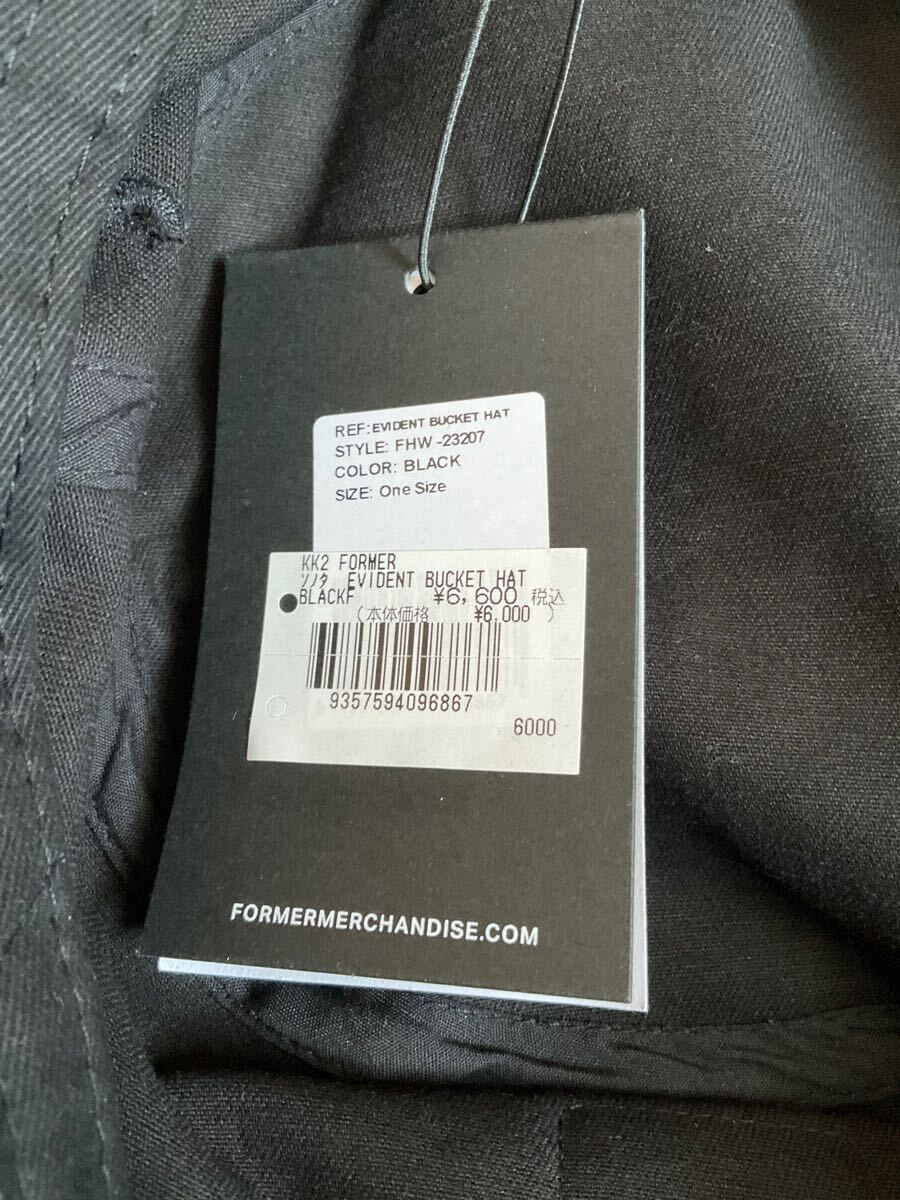 REF:EVIDENT BUCKET HAT
STYLE: FHW-23207
COLOR: BLACK
SIZE: One Size
KK2 FORMER
ソノタ EVIDENT BUCKET HAT
BLACKF ¥6,600 税込
(本体価格 ¥6,000 )
9357594096867
6000
FORMERMERCHANDISE.COM